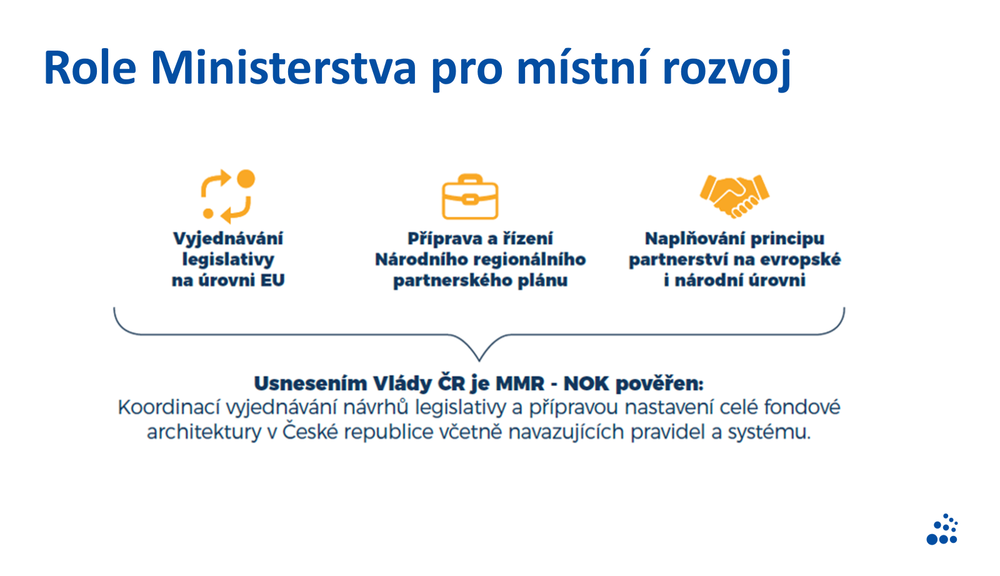 Role Ministerstva pro místní rozvoj
Vyjednávání
legislativy
na úrovni EU
Příprava a řízení
Národního regionálního
partnerského plánu
Naplňování principu
partnerství na evropské
i národní úrovni
Usnesením Vlády ČR je MMR - NOK pověřen:
Koordinací vyjednávání návrhů legislativy a přípravou nastavení celé fondové
architektury v České republice včetně navazujících pravidel a systému.